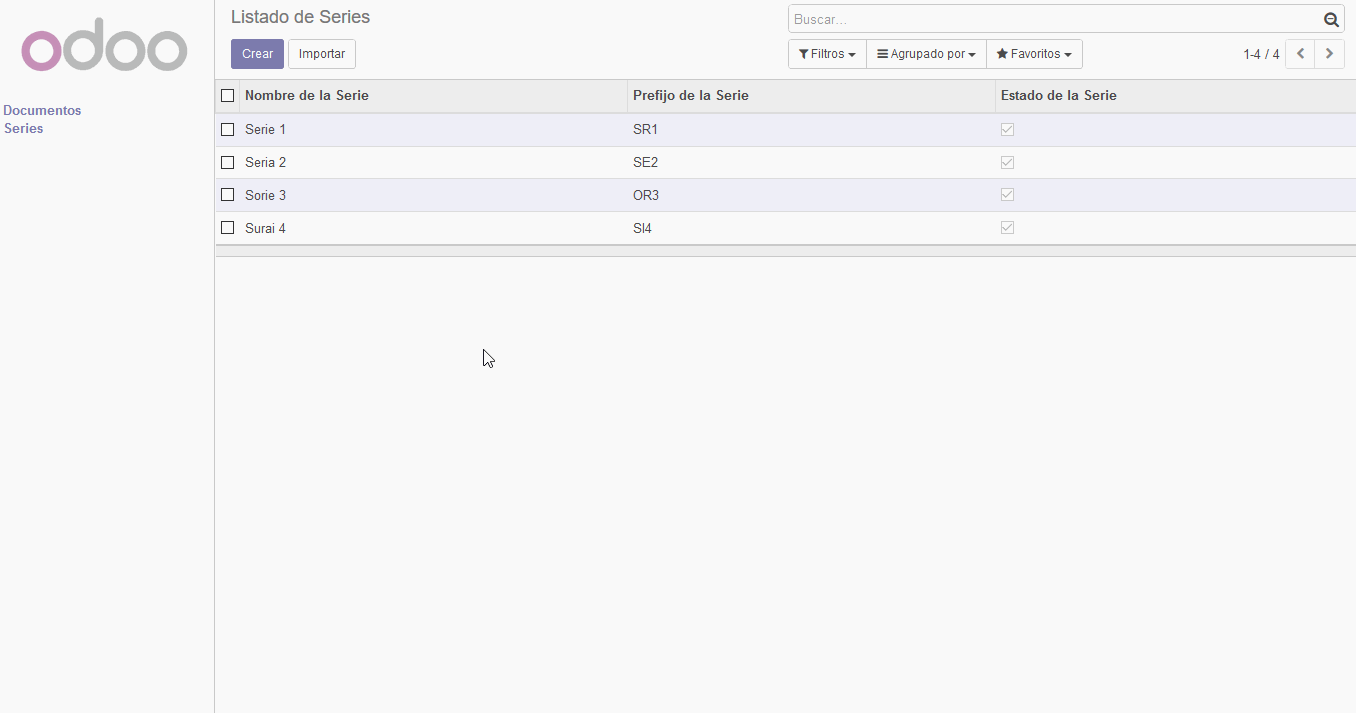 odoo
Documentos
Series
Listado de Series
Buscar...
Crear Importar
Filtros Agrupado por Favoritos 1-4 / 4
Nombre de la Serie Prefijo de la Serie Estado de la Serie
Serie 1 SR1
Seria 2 SE2
Sorie 3 OR3
Surai 4 SI4